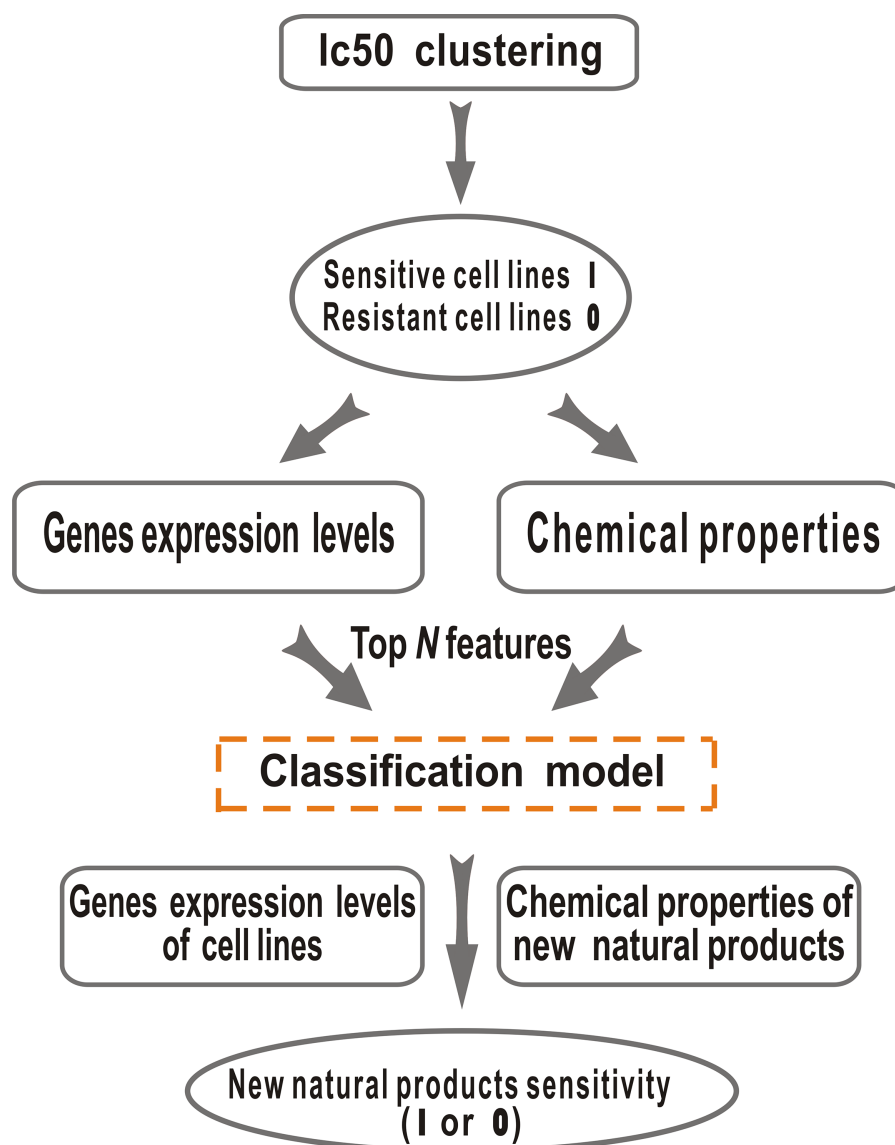 Ic50 clustering
Sensitive cell lines 1
Resistant cell lines 0
Genes expression levels
Chemical properties
Top N features
Classification model
Genes expression levels
of cell lines
Chemical properties of
new natural products
New natural products sensitivity
(1 or 0)